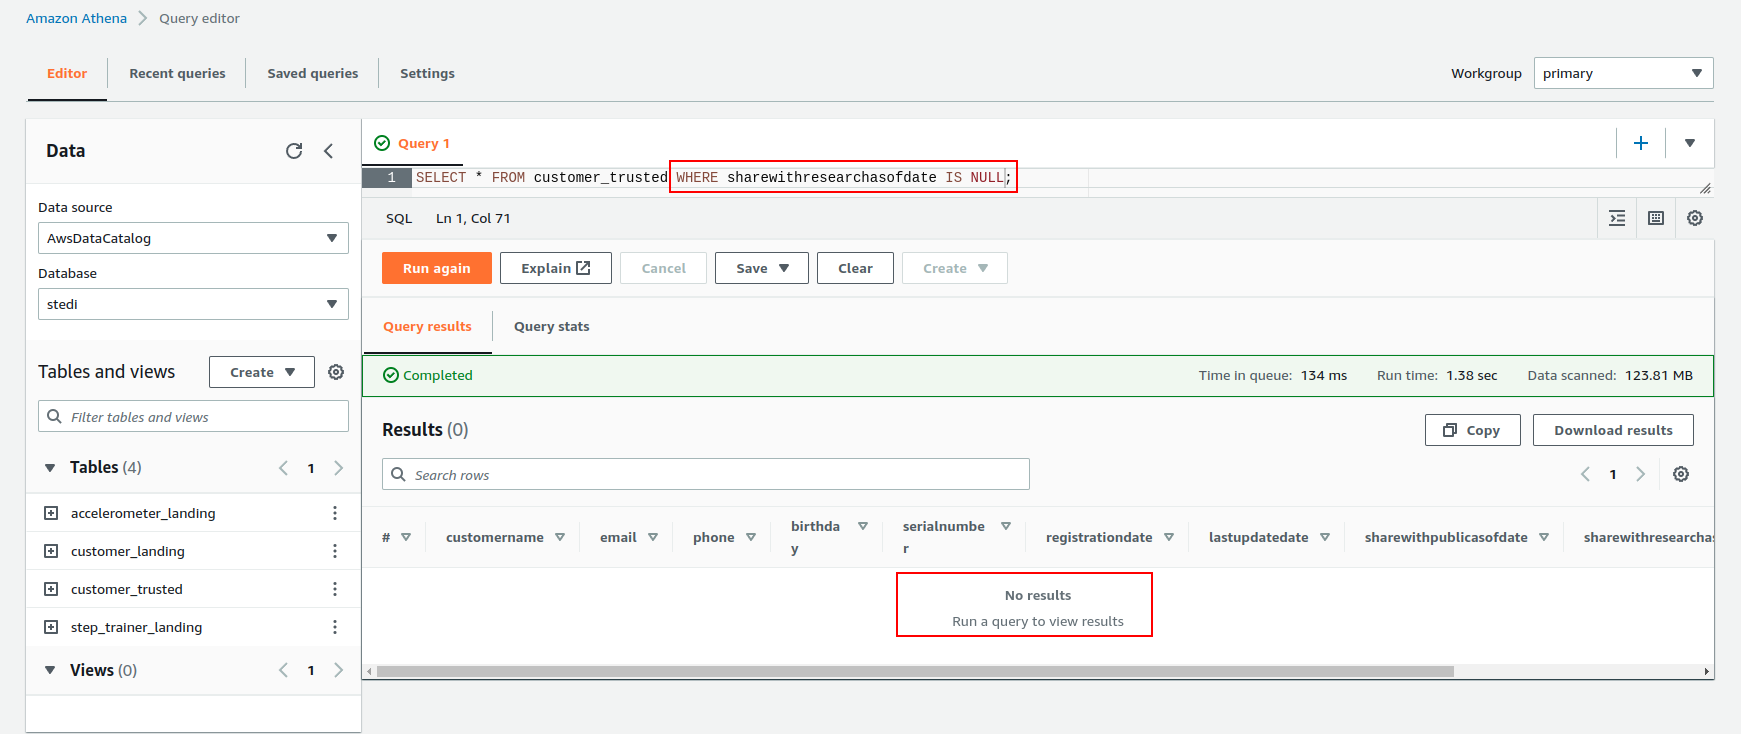 Amazon Athena > Query editor
Editor Recent queries Saved queries Settings Workgroup primary
Data
Data source
AwsDataCatalog
Database
stedi
Tables and views Create
Filter tables and views
Tables (4) 1
accelerometer_landing
customer_landing
customer_trusted
step_trainer_landing
Views (0) 1
Query 1
1 SELECT * FROM customer_trusted WHERE sharewithresearchasofdate IS NULL;
SQL Ln 1, Col 71
Run again Explain Cancel Save Clear Create
Query results Query stats
Completed Time in queue: 134 ms Run time: 1.38 sec Data scanned: 123.81 MB
Results (0) Copy Download results
Search rows 1
# customername email phone birthda
y serialnumbe
r registrationdate lastupdatedate sharewithpublicasofdate sharewithresearchas
No results
Run a query to view results